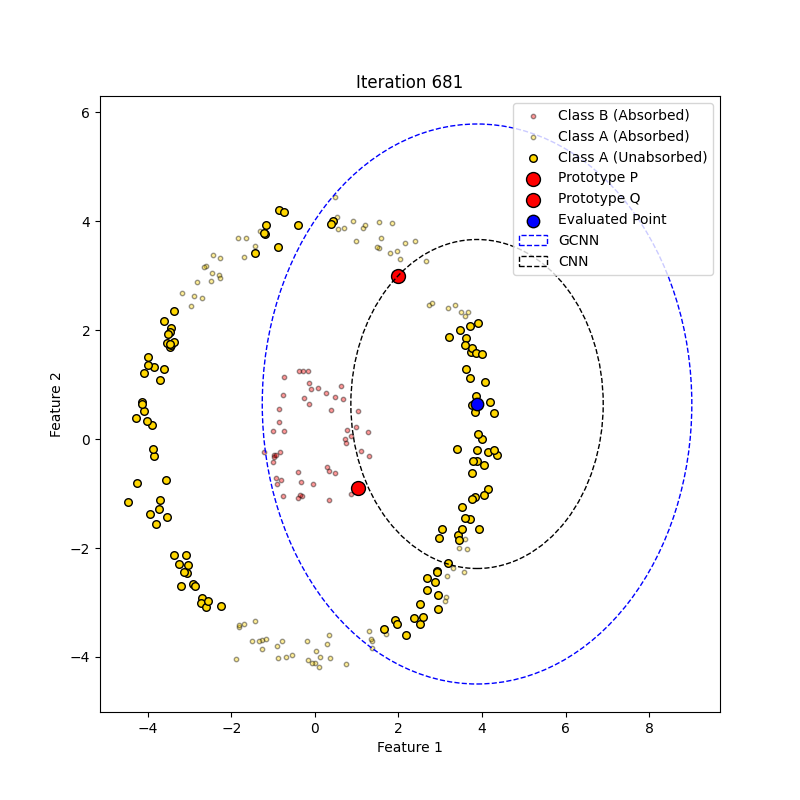 Iteration 681
Class B (Absorbed)
Class A (Absorbed)
Class A (Unabsorbed)
Prototype P
Prototype Q
Evaluated Point
GCNN
CNN
6
4
2
0
−2
−4
Feature 2
−4
−2
0
2
4
6
8
Feature 1